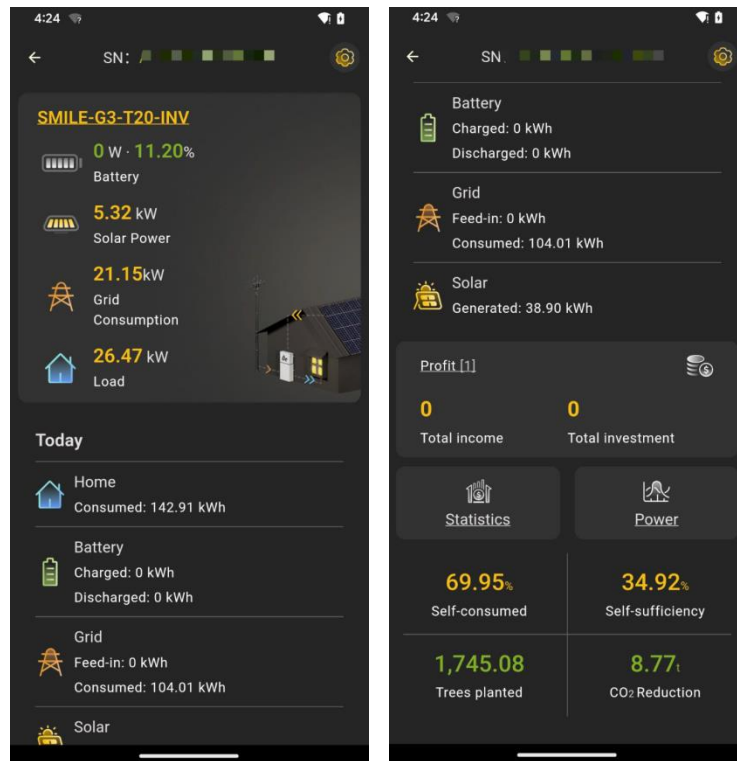 4:24
SN:
SMILE-G3-T20-INV
0 W · 11.20%
Battery
5.32 kW
Solar Power
21.15kW
Grid
Consumption
26.47 kW
Load
Today
Home
Consumed: 142.91 kWh
Battery
Charged: 0 kWh
Discharged: 0 kWh
Grid
Feed-in: 0 kWh
Consumed: 104.01 kWh
Solar
4:24
SN
Battery
Charged: 0 kWh
Discharged: 0 kWh
Grid
Feed-in: 0 kWh
Consumed: 104.01 kWh
Solar
Generated: 38.90 kWh
Profit [1]
0
0
Total income
Total investment
Statistics
Power
69.95%
34.92%
Self-consumed
Self-sufficiency
1,745.08
8.77t
Trees planted
CO2 Reduction